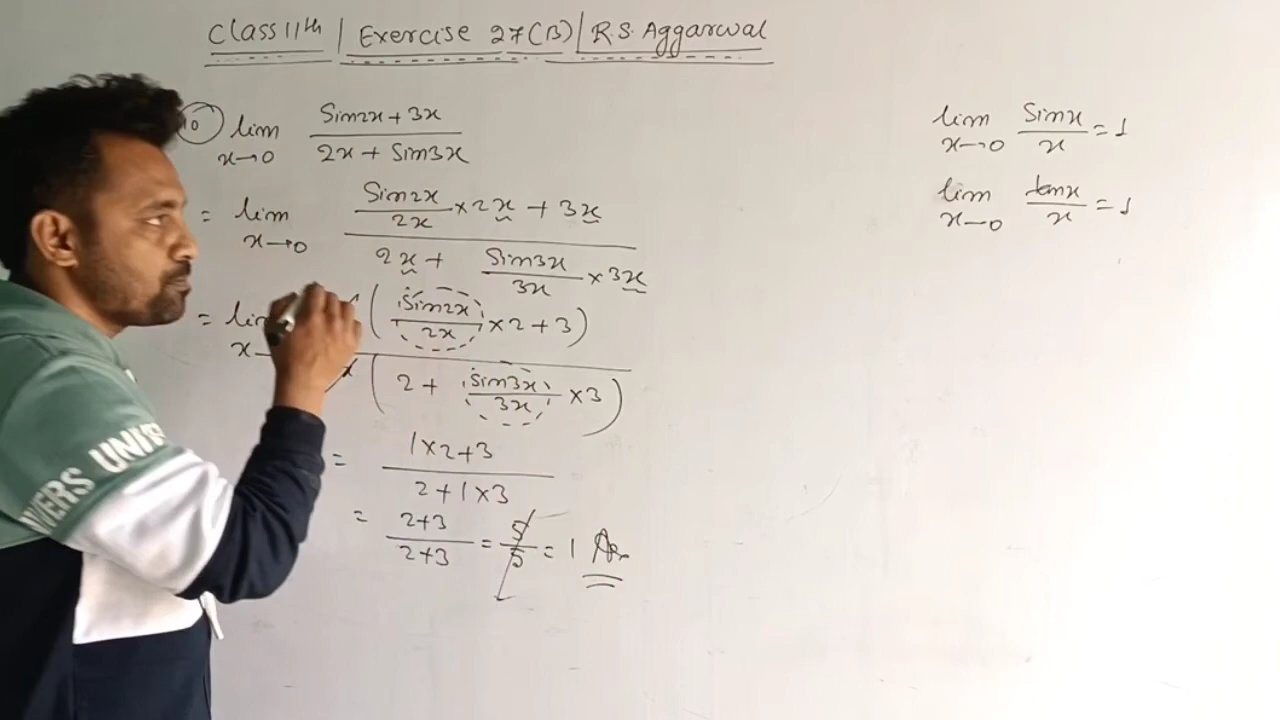 Class 11th | Exercise 27(B) | R.S. Aggarwal
10 lim x→0 (Sin2x + 3x) / (2x + Sin3x)
= lim x→0 (Sin2x/2x × 2x + 3x) / (2x + Sin3x/3x × 3x)
= lim x (Sin2x/2x × 2 + 3) / x (2 + Sin3x/3x × 3)
= (1×2+3) / (2+1×3)
= (2+3) / (2+3) = 5/5 = 1 Ans
lim x→0 Sinx/x = 1
lim x→0 tanx/x = 1
UNIVERS UNIVE